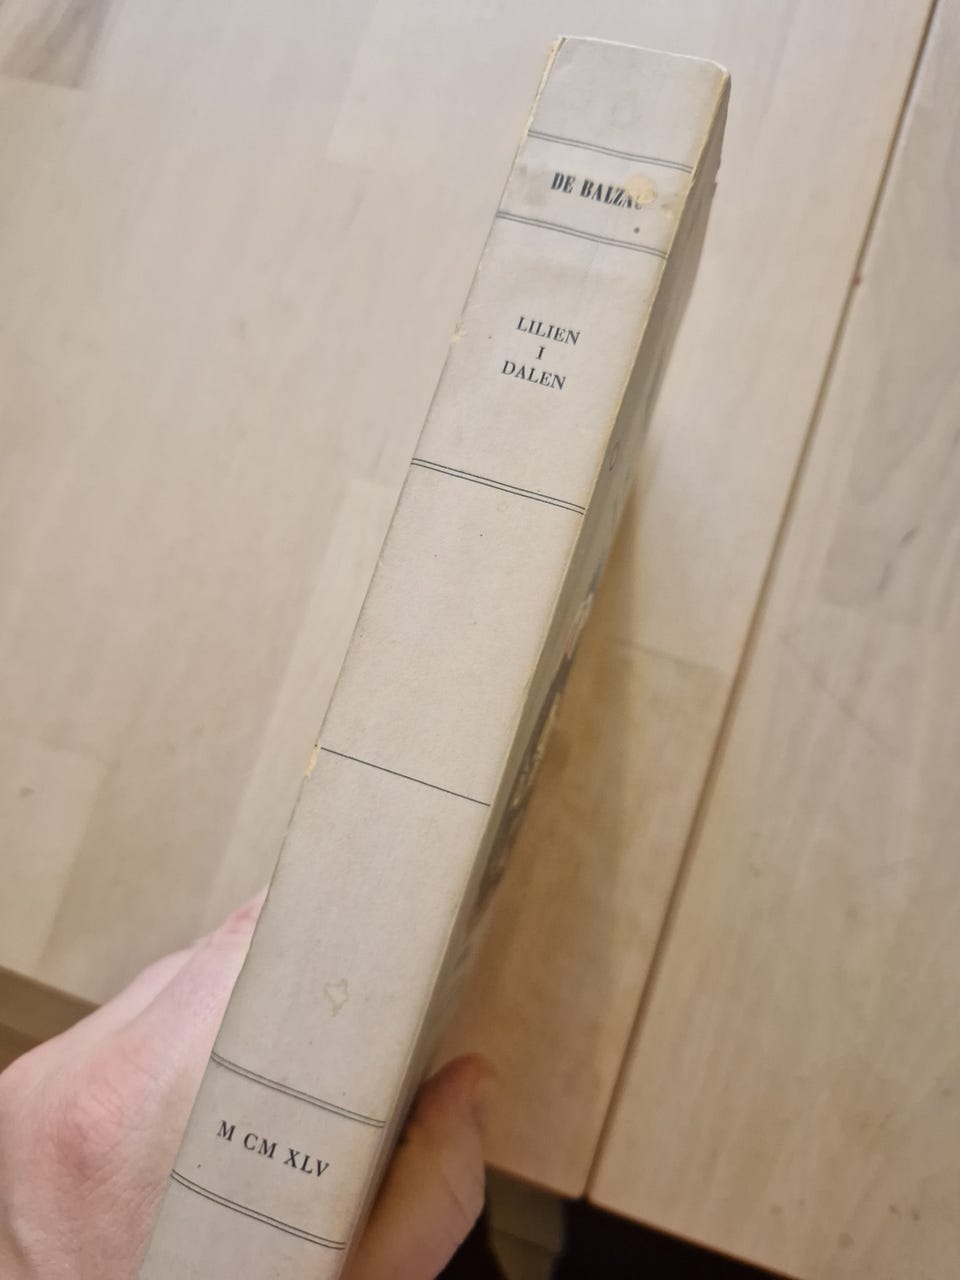 DE BALZAC
LILIEN
I
DALEN
M CM XLV